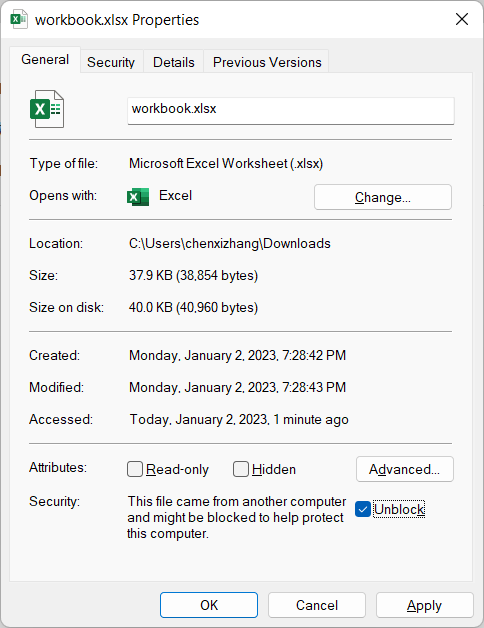 workbook.xlsx Properties
General
Security
Details
Previous Versions
workbook.xlsx
Type of file: Microsoft Excel Worksheet (.xlsx)
Opens with: Excel Change...
Location: C:\Users\chenxizhang\Downloads
Size: 37.9 KB (38,854 bytes)
Size on disk: 40.0 KB (40,960 bytes)
Created: Monday, January 2, 2023, 7:28:42 PM
Modified: Monday, January 2, 2023, 7:28:43 PM
Accessed: Today, January 2, 2023, 1 minute ago
Attributes: Read-only Hidden Advanced...
Security: This file came from another computer
and might be blocked to help protect
this computer.
Unblock
OK Cancel Apply